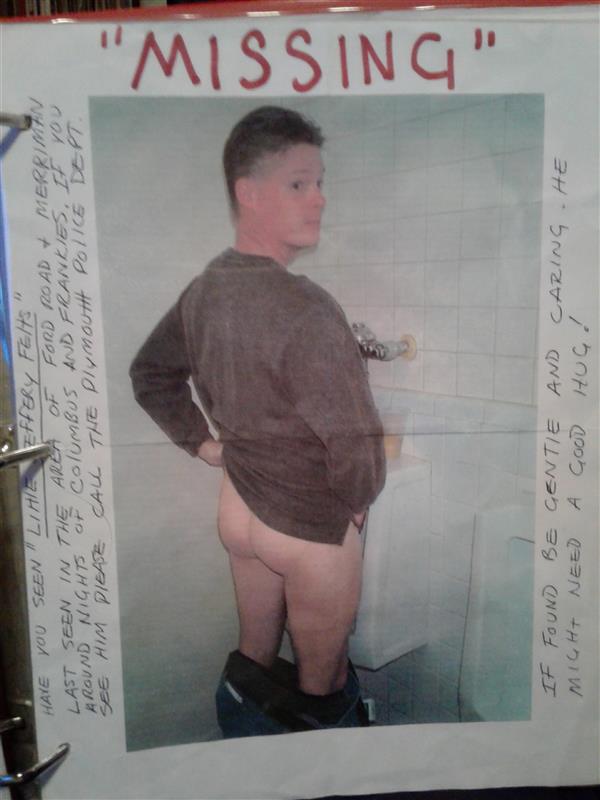 "MISSING"
HAVE YOU SEEN "LITTLE JEFFERY FEHS"
LAST SEEN IN THE AREA OF FORD ROAD + MERRIMAN
AROUND NIGHTS OF COLUMBUS AND FRANKIES. IF YOU
SEE HIM PLEASE CALL THE PLYMOUTH POLICE DEPT.
IF FOUND BE GENTLE AND CARING. HE
MIGHT NEED A GOOD HUG!